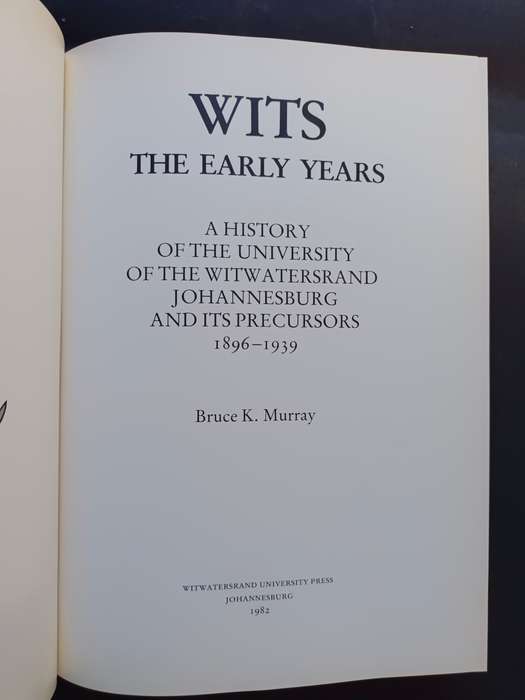 WITS
THE EARLY YEARS
A HISTORY
OF THE UNIVERSITY
OF THE WITWATERSRAND
JOHANNESBURG
AND ITS PRECURSORS
1896–1939
Bruce K. Murray
WITWATERSRAND UNIVERSITY PRESS
JOHANNESBURG
1982